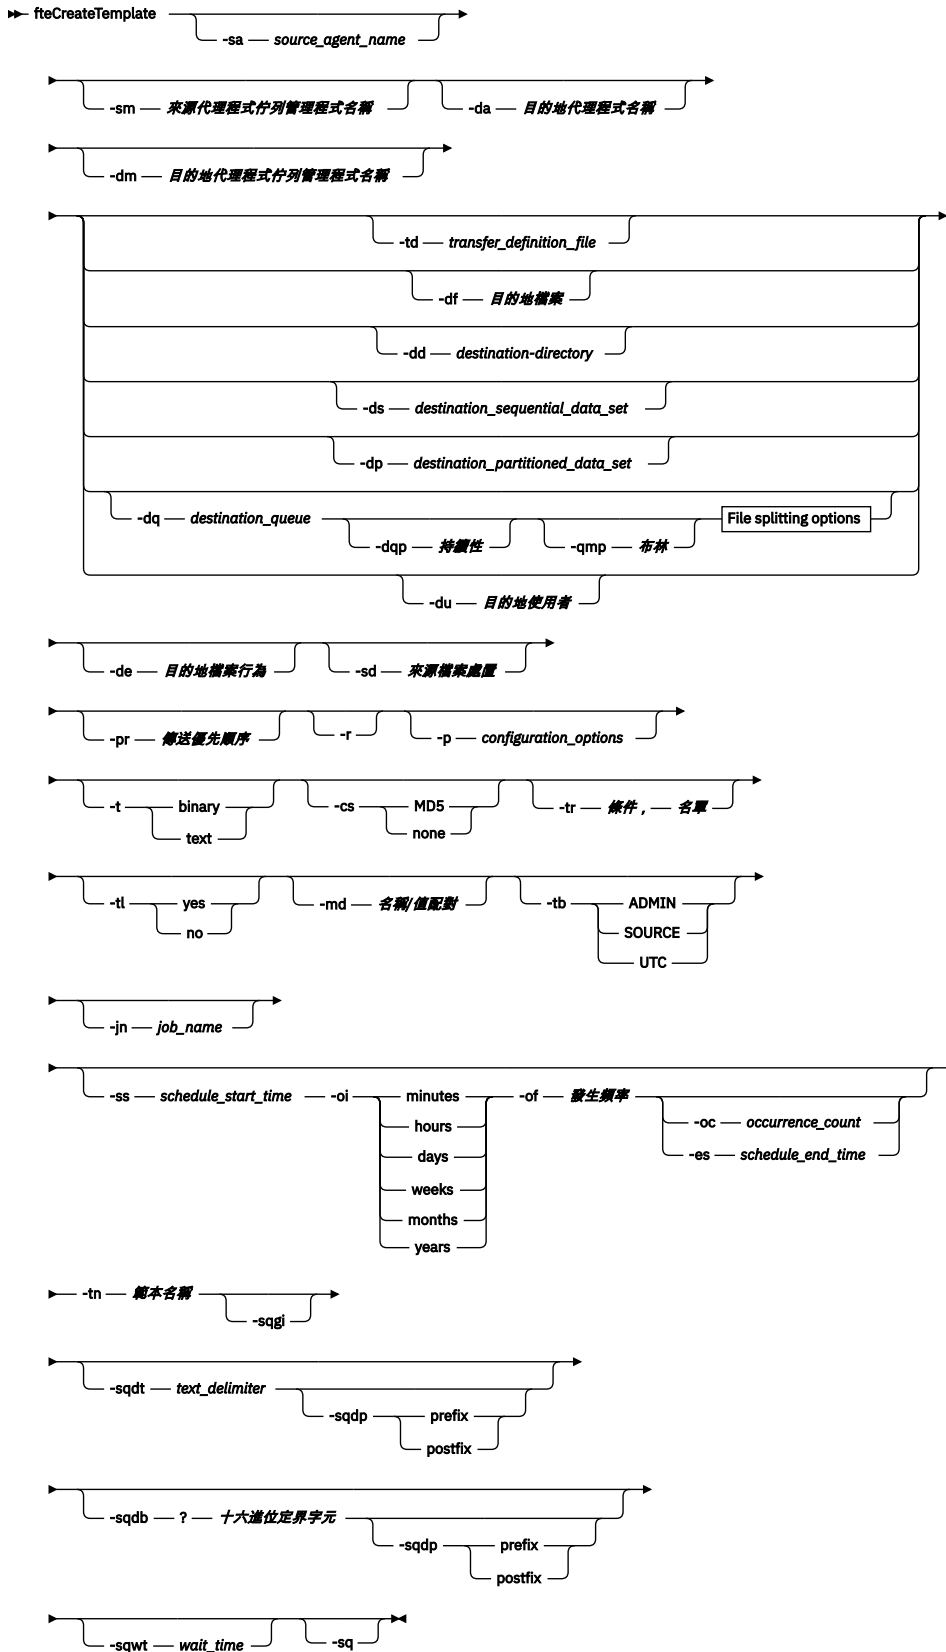 fteCreateTemplate
-sa source_agent_name
-sm 來源代理程式佇列管理程式名稱 -da 目的地代理程式名稱
-dm 目的地代理程式佇列管理程式名稱
-td transfer_definition_file
-df 目的地檔案
-dd destination-directory
-ds destination_sequential_data_set
-dp destination_partitioned_data_set
-dq destination_queue File splitting options
-dqp 持續性 -qmp 布林
-du 目的地使用者
-de 目的地檔案行為 -sd 來源檔案處置
-pr 傳送優先順序 -r -p configuration_options
-t binary -cs MD5 -tr 條件, 名單
text none
-tl yes -md 名稱/值配對 -tb ADMIN
no SOURCE
UTC
-jn job_name
-ss schedule_start_time -oi minutes -of 發生頻率
hours -oc occurrence_count
days -es schedule_end_time
weeks
months
years
-tn 範本名稱
-sqgi
-sqdt text_delimiter
-sqdp prefix
postfix
-sqdb ? 十六進位定界字元
-sqdp prefix
postfix
-sqwt wait_time -sq